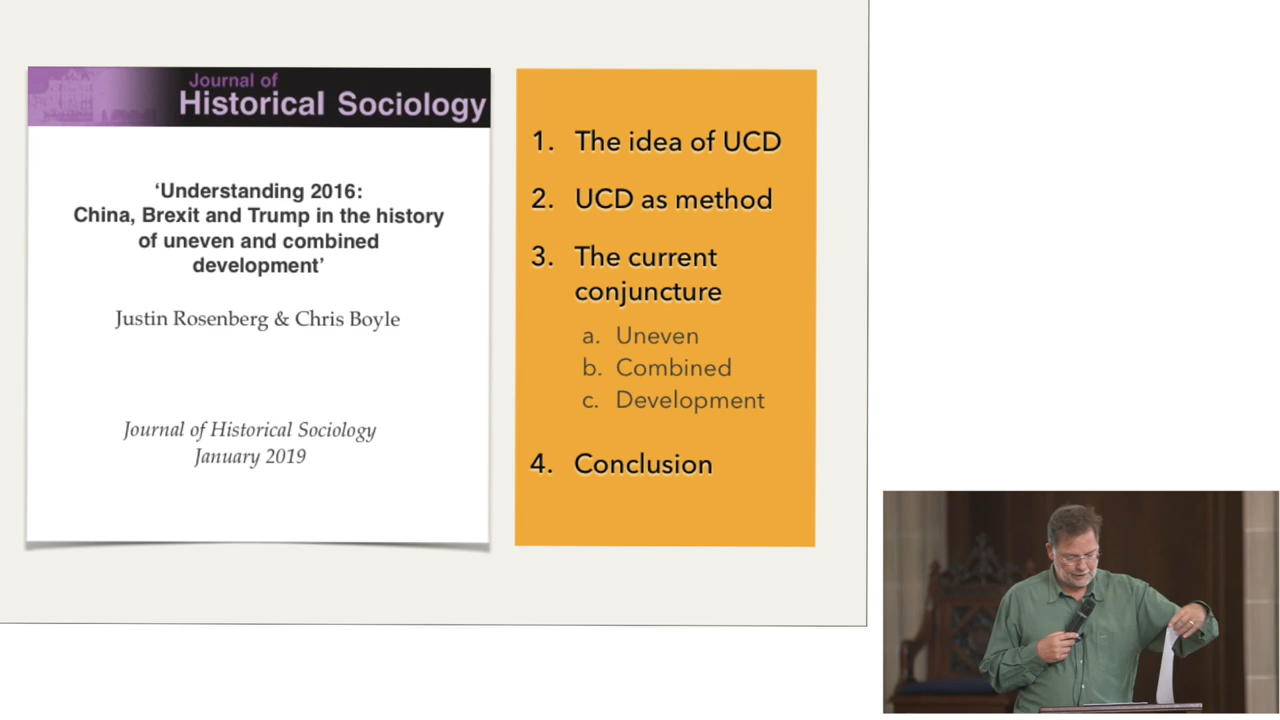 Journal of
Historical Sociology
‘Understanding 2016:
China, Brexit and Trump in the history
of uneven and combined
development’
Justin Rosenberg & Chris Boyle
Journal of Historical Sociology
January 2019
1. The idea of UCD
2. UCD as method
3. The current
conjuncture
a. Uneven
b. Combined
c. Development
4. Conclusion